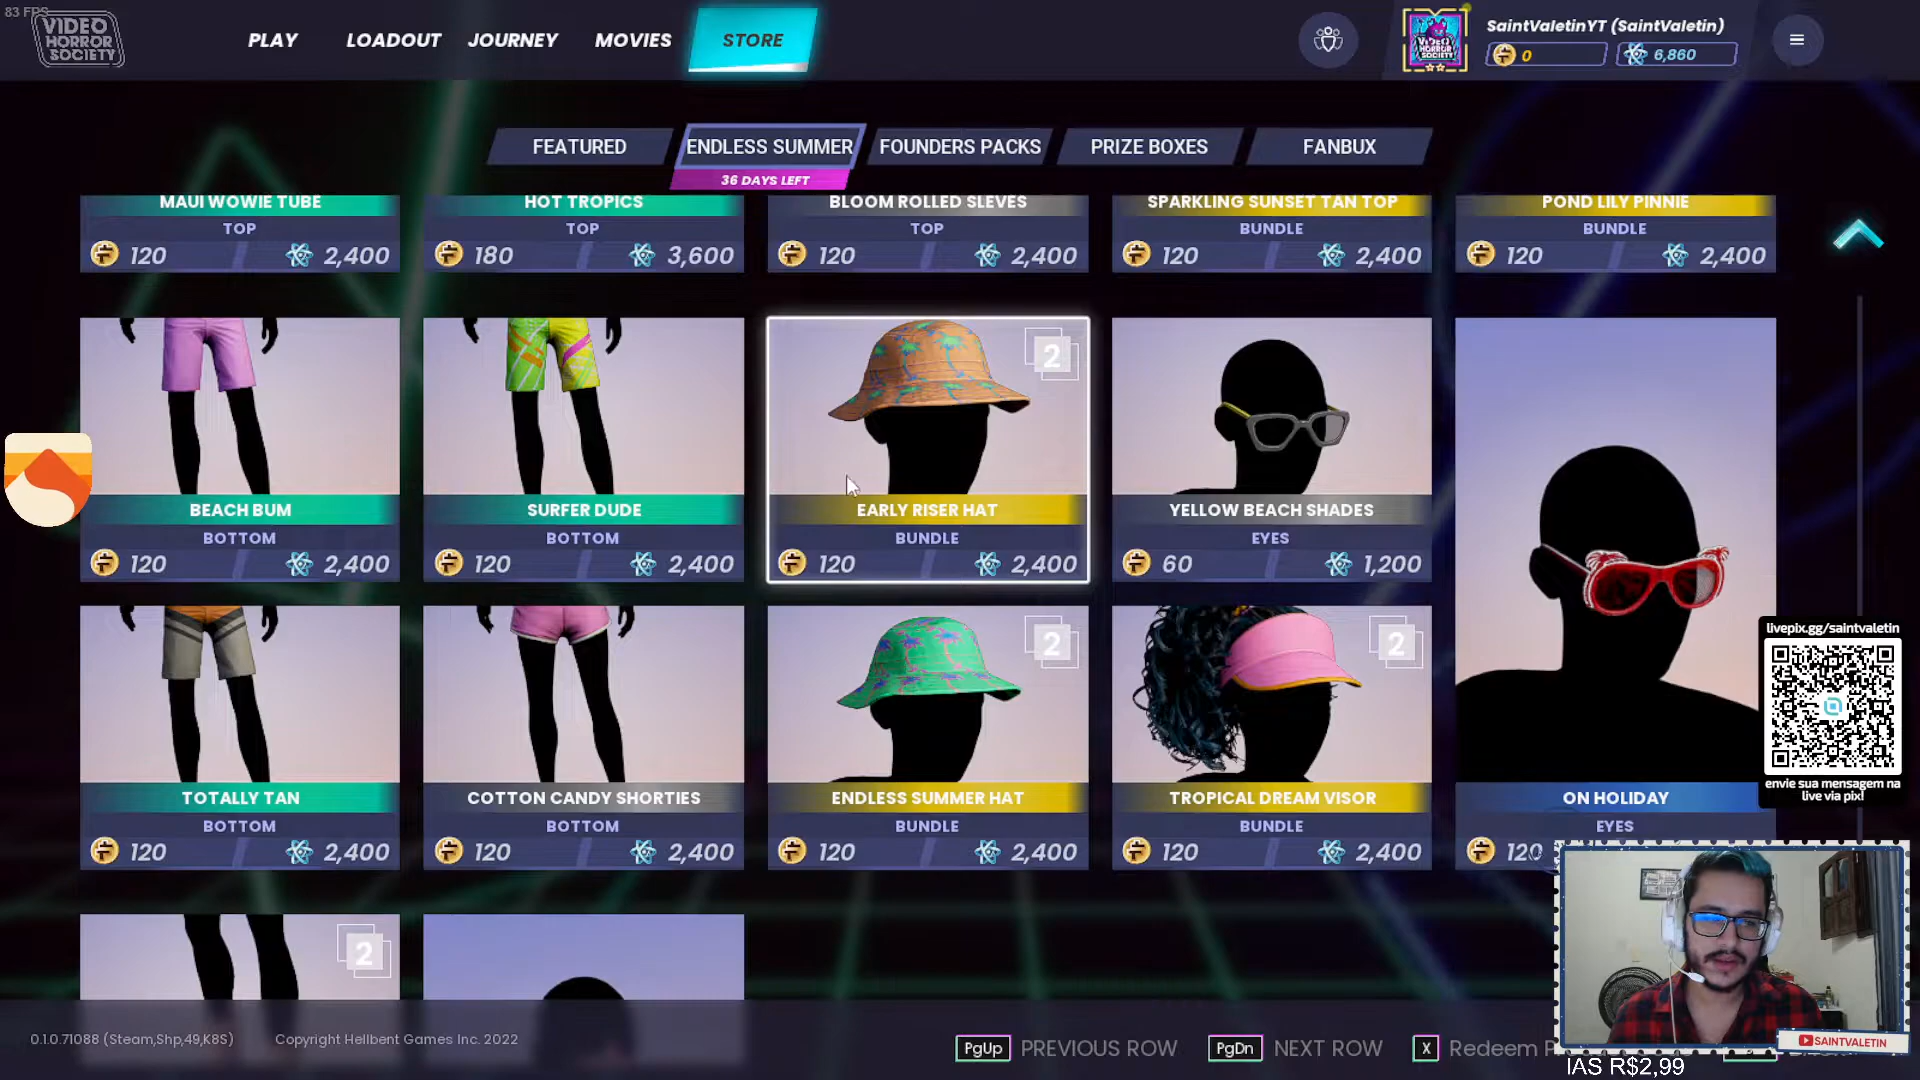 83 FPS
VIDEO
HORROR
SOCIETY
PLAY LOADOUT JOURNEY MOVIES STORE
SaintValetinYT (SaintValetin)
0 6,860
FEATURED ENDLESS SUMMER FOUNDERS PACKS PRIZE BOXES FANBUX
36 DAYS LEFT
MAUI WOWIE TUBE HOT TROPICS BLOOM ROLLED SLEVES SPARKLING SUNSET TAN TOP POND LILY PINNIE
TOP TOP TOP BUNDLE BUNDLE
120 2,400 180 3,600 120 2,400 120 2,400 120 2,400
2
BEACH BUM SURFER DUDE EARLY RISER HAT YELLOW BEACH SHADES
BOTTOM BOTTOM BUNDLE EYES
120 2,400 120 2,400 120 2,400 60 1,200
2 2
livepix.gg/saintvaletin
envie sua mensagem na
live via pix!
TOTALLY TAN COTTON CANDY SHORTIES ENDLESS SUMMER HAT TROPICAL DREAM VISOR ON HOLIDAY
BOTTOM BOTTOM BUNDLE BUNDLE EYES
120 2,400 120 2,400 120 2,400 120 2,400 120
2
0.1.0.71088 (Steam,Shp,49,K8S) Copyright Hellbent Games Inc. 2022
PgUp PREVIOUS ROW PgDn NEXT ROW X Redeem
SAINTVALETIN
IAS R$2,99